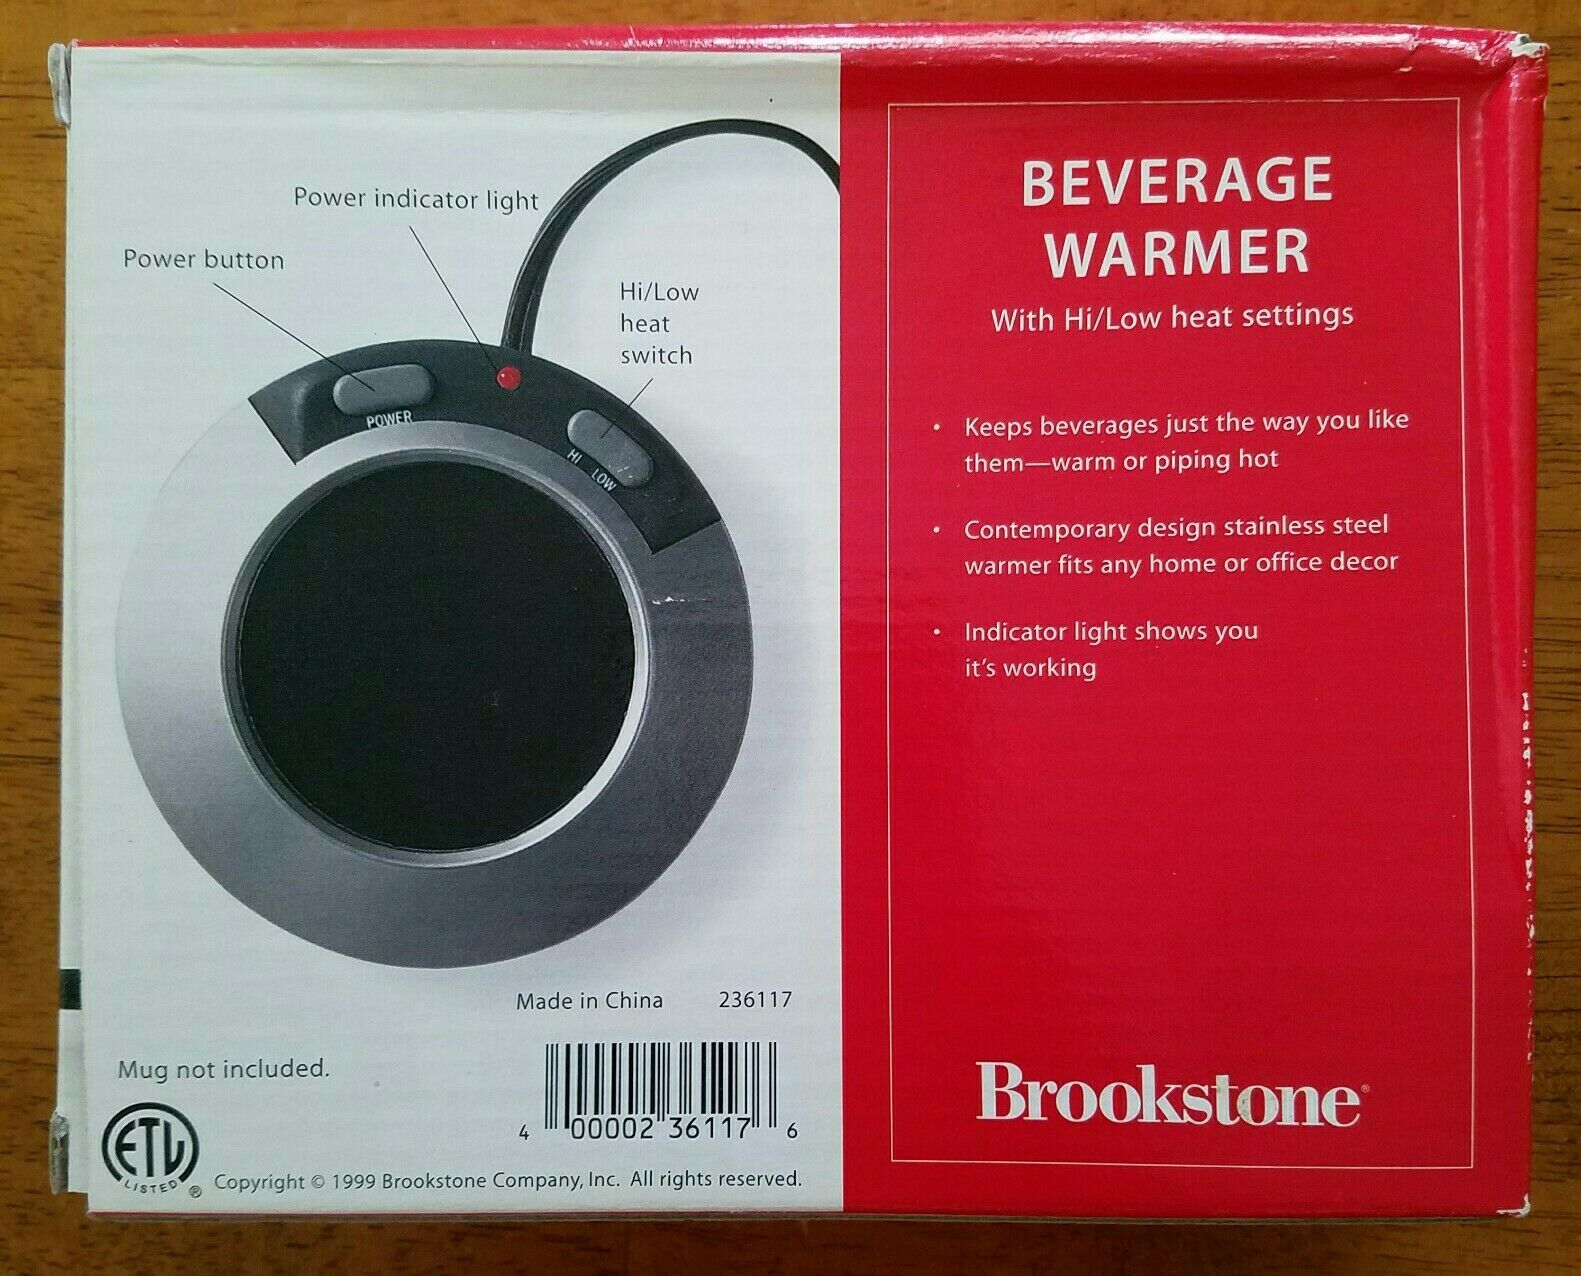 Power indicator light
Power button
Hi/Low
heat
switch
POWER
HI LOW
Made in China 236117
Mug not included.
4 00002 36117 6
ETL
LISTED ®
Copyright © 1999 Brookstone Company, Inc. All rights reserved.
BEVERAGE
WARMER
With Hi/Low heat settings
• Keeps beverages just the way you like
them—warm or piping hot
• Contemporary design stainless steel
warmer fits any home or office decor
• Indicator light shows you
it's working
Brookstone®